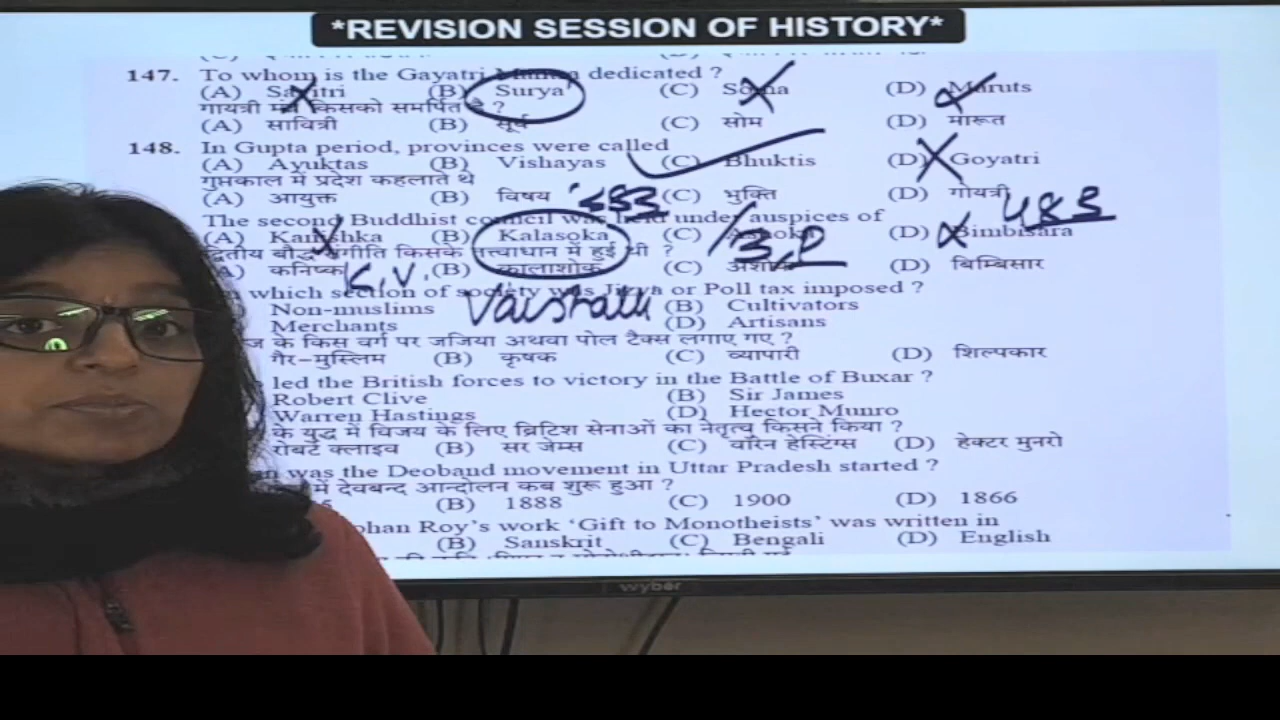 *REVISION SESSION OF HISTORY*
147. To whom is the Gayatri dedicated ?
(A) Savitri (B) Surya (C) Soma (D) Maruts
गायत्री मंत्र किसको समर्पित है ?
(A) सावित्री (B) सूर्य (C) सोम (D) मारूत
148. In Gupta period, provinces were called
(A) Ayuktas (B) Vishayas (C) Bhuktis (D) Goyatri
गुप्तकाल में प्रदेश कहलाते थे
(A) आयुक्त (B) विषय (C) भुक्ति (D) गोयत्री
483
The second Buddhist council was held under auspices of
(A) Kanishka (B) Kalasoka (C) Ashoka (D) Bimbisara
द्वितीय बौद्ध संगीति किसके तत्त्वाधान में हुई थी ?
(B) कालाशोक (C) अशोक (D) बिम्बिसार
कनिष्क
K.V.
which section of society was Jizya or Poll tax imposed ?
Non-muslims (B) Cultivators
Merchants (D) Artisans
के किस वर्ग पर जजिया अथवा पोल टैक्स लगाए गए ?
गैर-मुस्लिम (B) कृषक (C) व्यापारी (D) शिल्पकार
led the British forces to victory in the Battle of Buxar ?
Robert Clive (B) Sir James
Warren Hastings (D) Hector Munro
के युद्ध में विजय के लिए ब्रिटिश सेनाओं का नेतृत्व किसने किया ?
रोबर्ट क्लाइव (B) सर जेम्स (C) वॉरेन हेस्टिंग्स (D) हेक्टर मुनरो
was the Deoband movement in Uttar Pradesh started ?
में देवबन्द आन्दोलन कब शुरू हुआ ?
(B) 1888 (C) 1900 (D) 1866
Roy's work 'Gift to Monotheists' was written in
(B) Sanskrit (C) Bengali (D) English
wyber